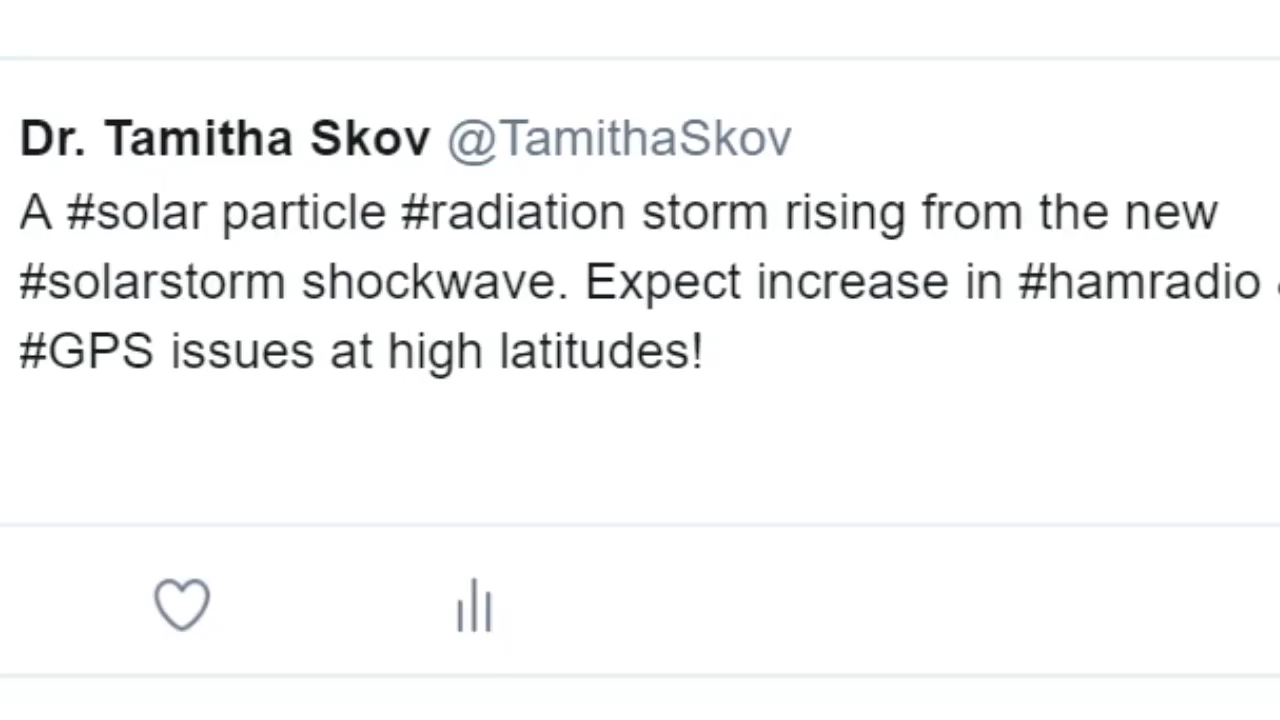 Dr. Tamitha Skov @TamithaSkov
A #solar particle #radiation storm rising from the new
#solarstorm shockwave. Expect increase in #hamradio
#GPS issues at high latitudes!